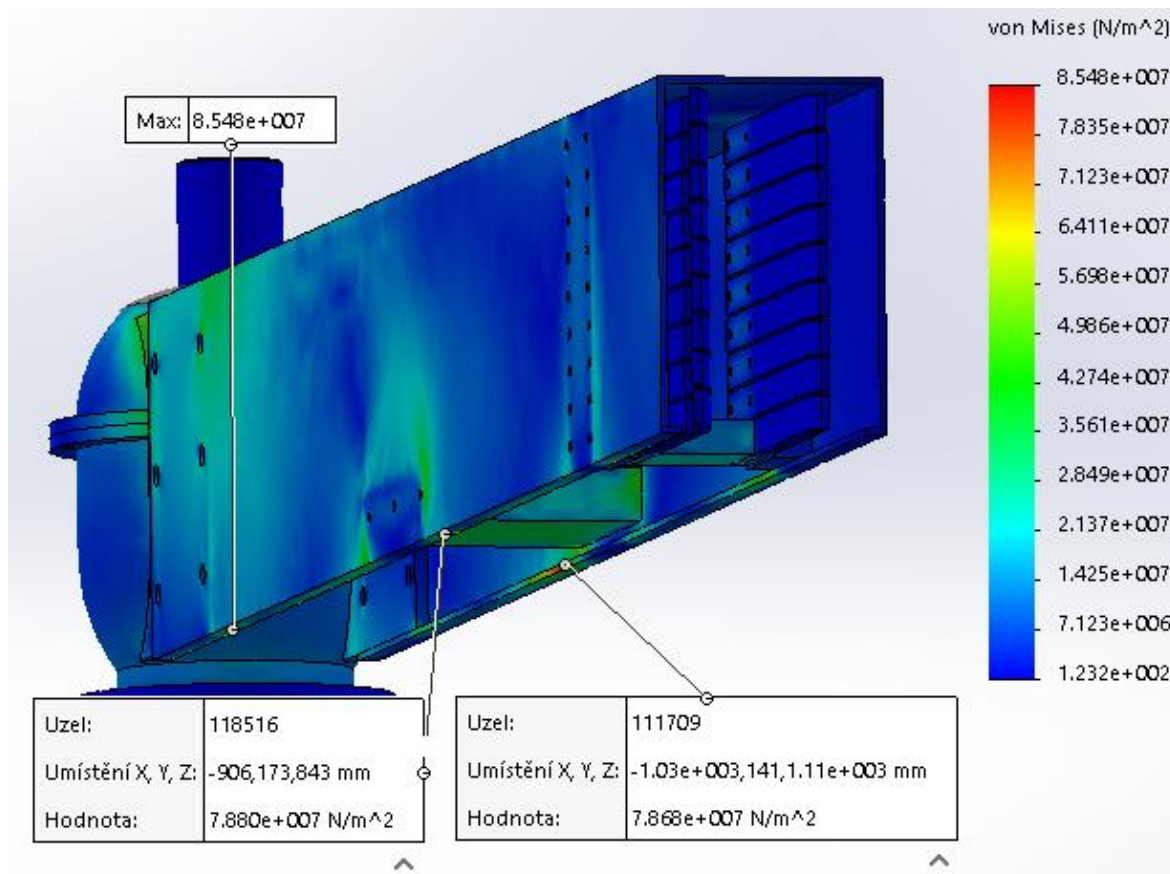 von Mises (N/m^2)
8.548e+007
7.835e+007
7.123e+007
6.411e+007
5.698e+007
4.986e+007
4.274e+007
3.561e+007
2.849e+007
2.137e+007
1.425e+007
7.123e+006
1.232e+002
Max: 8.548e+007
Uzel: 118516
Umístění X, Y, Z: -906,173,843 mm
Hodnota: 7.880e+007 N/m^2
Uzel: 111709
Umístění X, Y, Z: -1.03e+003,141,1.11e+003 mm
Hodnota: 7.868e+007 N/m^2